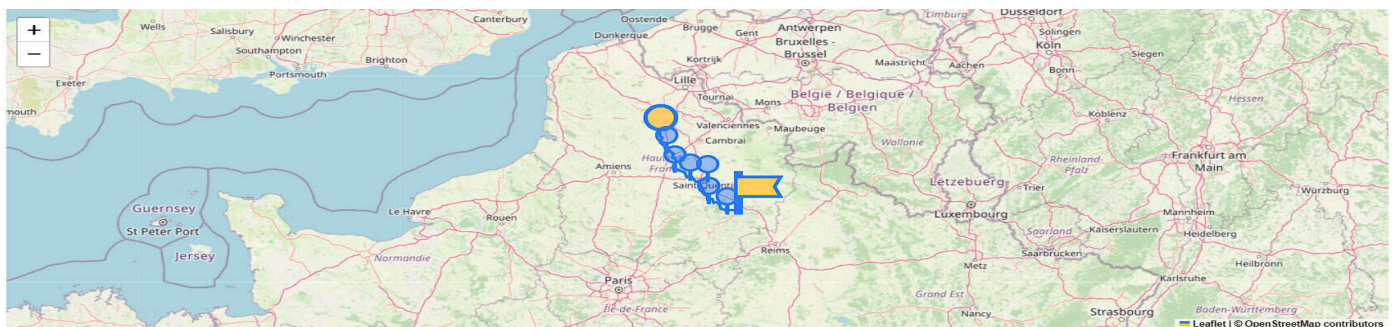 +
−
Wells
Salisbury
Winchester
Southampton
Portsmouth
Brighton
Canterbury
Exeter
mouth
Oostende
Dunkerque
Brugge
Gent
Antwerpen
Bruxelles -
Brussel
Kortrijk
Lille
Tournai
Mons
Valenciennes
Maubeuge
Cambrai
België / Belgique /
Belgien
Limburg
Maastricht
Aachen
Düsseldorf
Solingen
Köln
Bonn
Siegen
Hessen
Koblenz
Wallonie
Rheinland-
Pfalz
Frankfurt am
Main
Würzburg
Amiens
Lëtzebuerg
Luxembourg
Trier
Saarland
Saarbrücken
Kaiserslautern
Mannheim
Heidelberg
Heilbronn
Karlsruhe
Guernsey
St Peter Port
Jersey
Le Havre
Rouen
Normandie
Paris
Île-de-France
Reims
Metz
Grand Est
Nancy
Strasbourg
Baden-Württemberg
Leaflet | © OpenStreetMap contributors